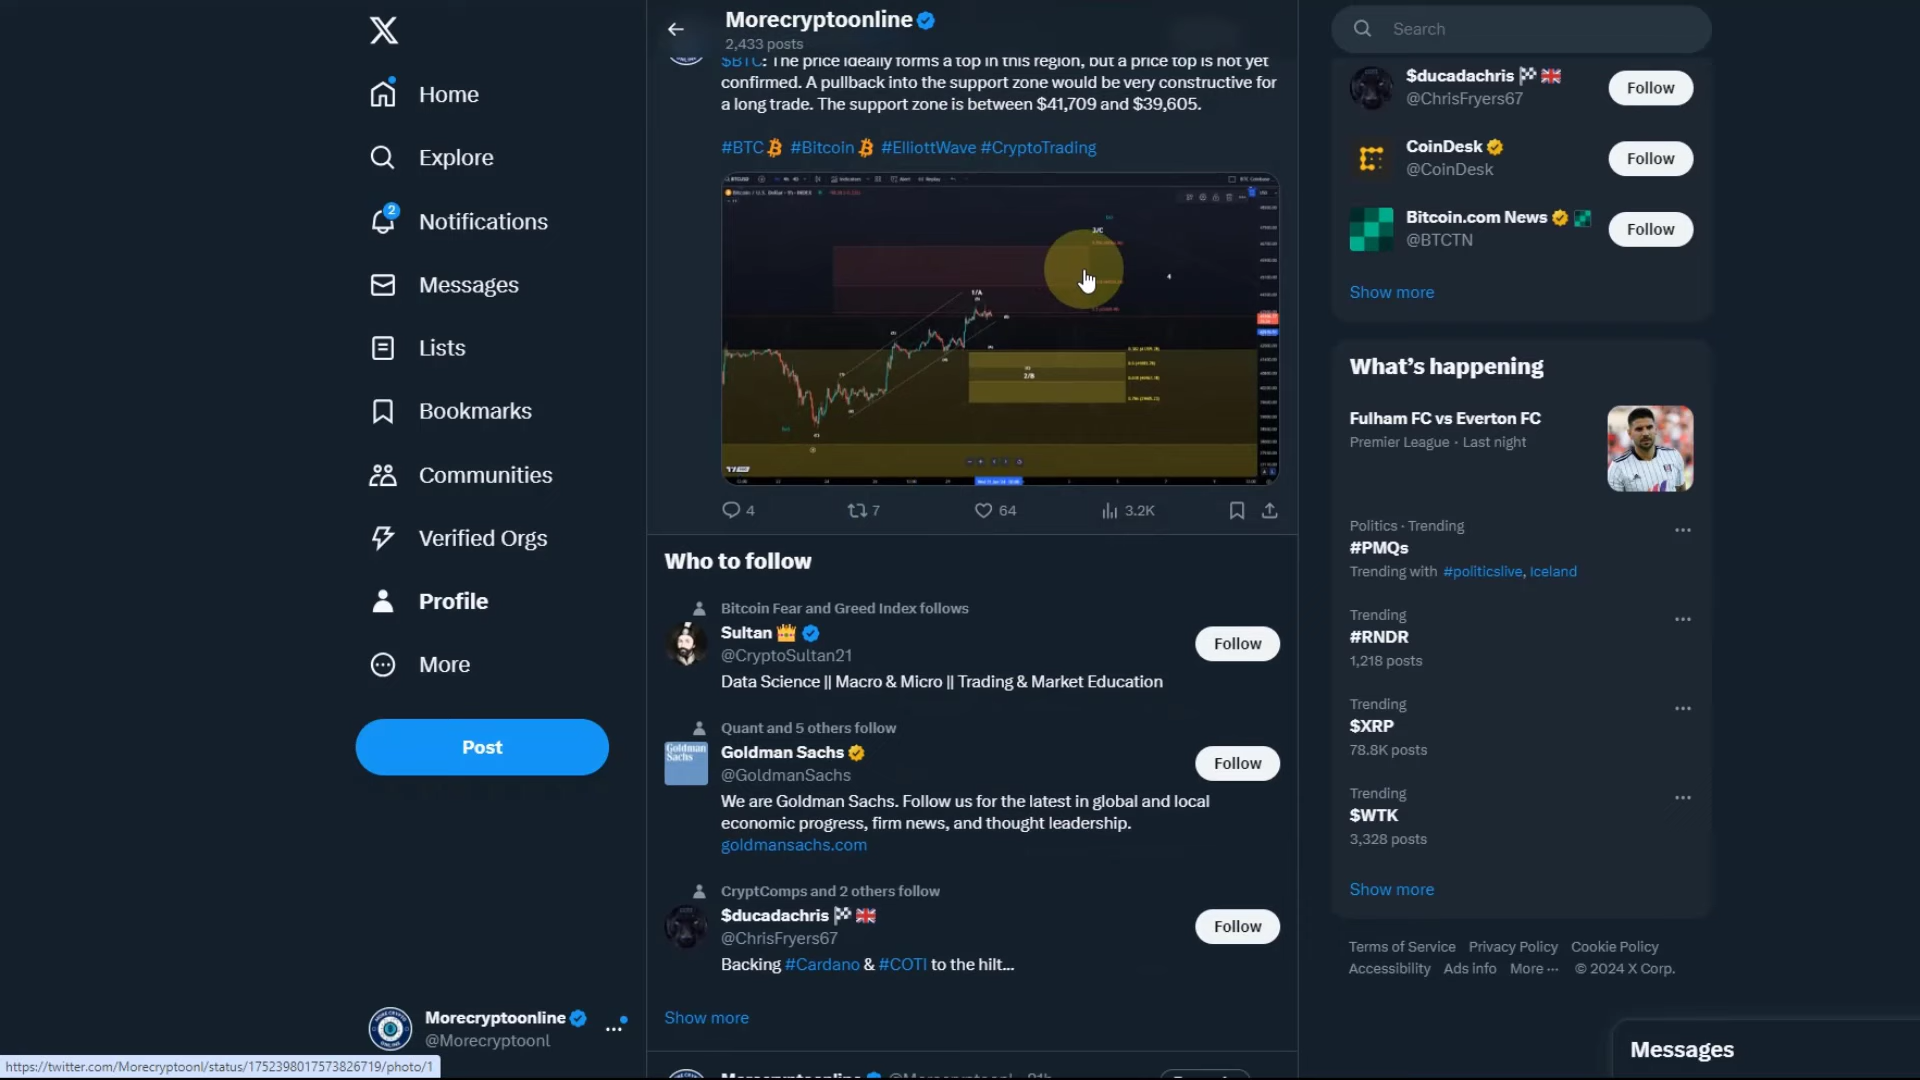 Home
Explore
2
Notifications
Messages
Lists
Bookmarks
Communities
Verified Orgs
Profile
More
Post
Morecryptoonline
@Morecryptoonl
https://twitter.com/Morecryptoonl/status/1752398017573826719/photo/1
Morecryptoonline
2,433 posts
$BTC: The price ideally forms a top in this region, but a price top is not yet
confirmed. A pullback into the support zone would be very constructive for
a long trade. The support zone is between $41,709 and $39,605.
#BTC #Bitcoin #ElliottWave #CryptoTrading
3/C
4
1/A
2/B
4
7
64
3.2K
Who to follow
Bitcoin Fear and Greed Index follows
Sultan
@CryptoSultan21
Data Science || Macro & Micro || Trading & Market Education
Follow
Quant and 5 others follow
Goldman Sachs
Goldman Sachs
@GoldmanSachs
We are Goldman Sachs. Follow us for the latest in global and local
economic progress, firm news, and thought leadership.
goldmansachs.com
Follow
CryptComps and 2 others follow
$ducadachris
@ChrisFryers67
Backing #Cardano & #COTI to the hilt...
Follow
Show more
Morecryptoonline @Morecryptoonl · 21h
Search
$ducadachris
@ChrisFryers67
Follow
CoinDesk
@CoinDesk
Follow
Bitcoin.com News
@BTCTN
Follow
Show more
What's happening
Fulham FC vs Everton FC
Premier League · Last night
Politics · Trending
#PMQs
Trending with #politicslive, Iceland
Trending
#RNDR
1,218 posts
Trending
$XRP
78.8K posts
Trending
$WTK
3,328 posts
Show more
Terms of Service Privacy Policy Cookie Policy
Accessibility Ads info More ··· © 2024 X Corp.
Messages